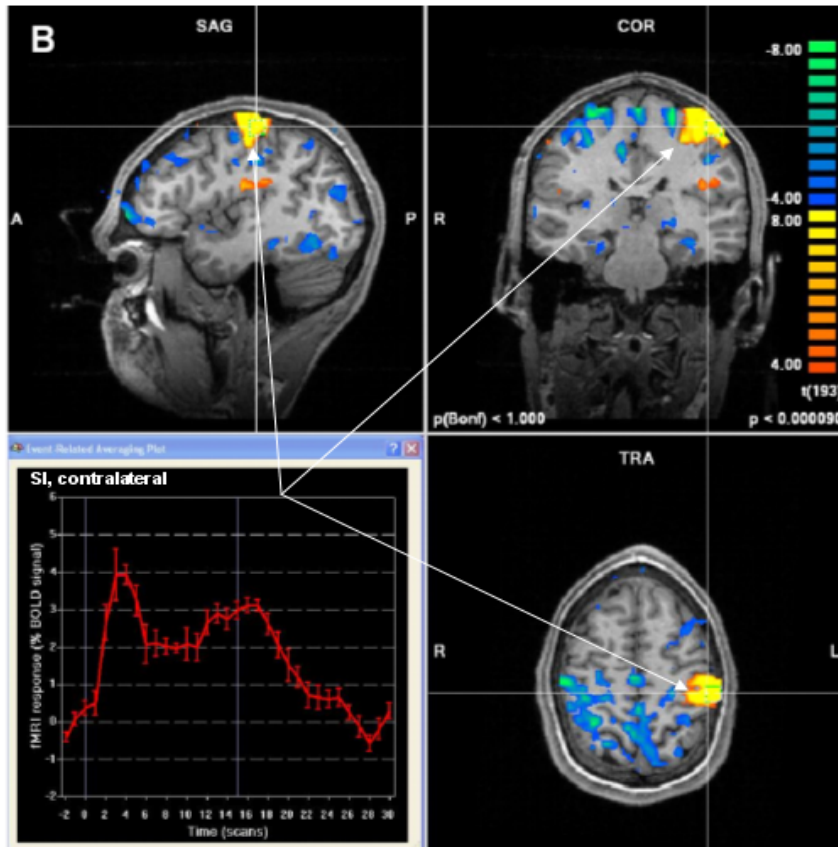 B
SAG
A
P
COR
R
-8.00
-4.00
8.00
4.00
t(193)
p(Bonf) < 1.000
p < 0.000090
Event-Related Averaging Plot
SI, contralateral
fMRI response (% BOLD signal)
6
5
4
3
2
1
0
-1
-2
-2 0 2 4 6 8 10 12 14 16 18 20 22 24 26 28 30
Time (scans)
TRA
R
L